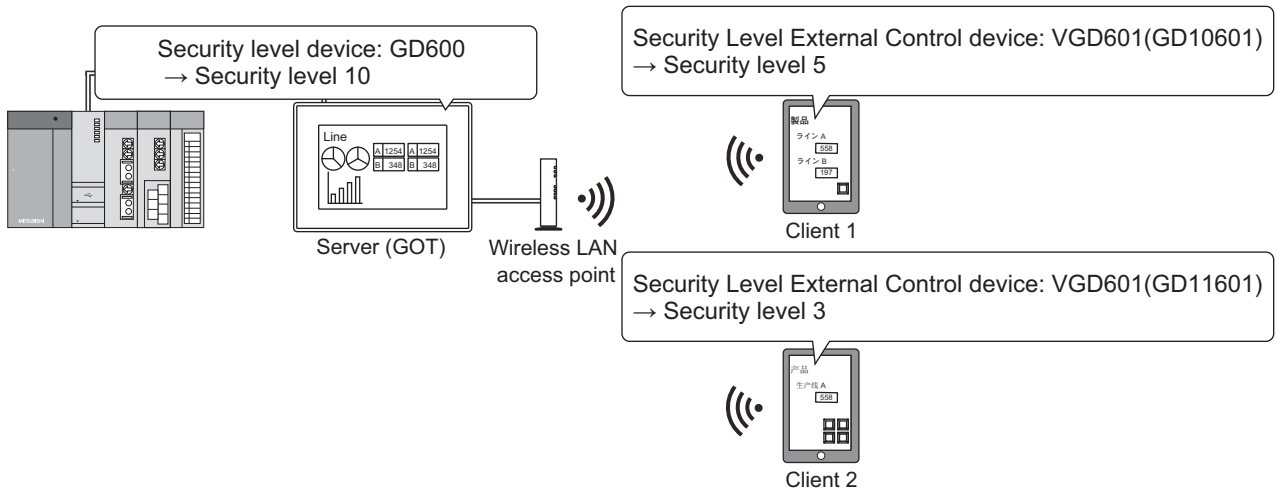 Security level device: GD600
→ Security level 10
MITSUBISHI
Line
A 1254 A 1254
B 348 B 348
Server (GOT)
Wireless LAN
access point
Security Level External Control device: VGD601(GD10601)
→ Security level 5
製品
ライン A
558
ライン B
197
Client 1
Security Level External Control device: VGD601(GD11601)
→ Security level 3
产品
生产线 A
558
Client 2